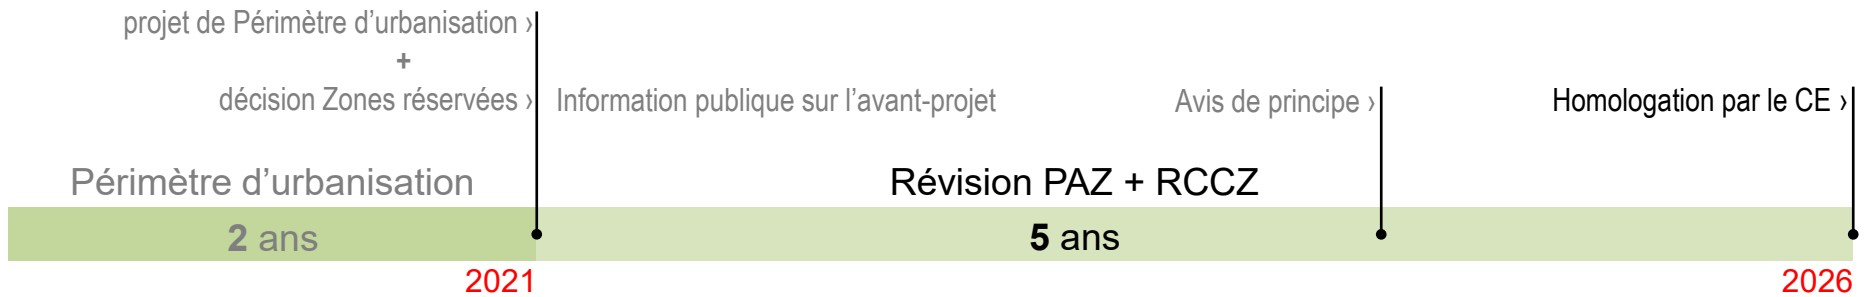 projet de Périmètre d’urbanisation ›
+
décision Zones réservées ›
Information publique sur l’avant-projet
Avis de principe ›
Homologation par le CE ›
Périmètre d’urbanisation
Révision PAZ + RCCZ
2 ans
5 ans
2021
2026